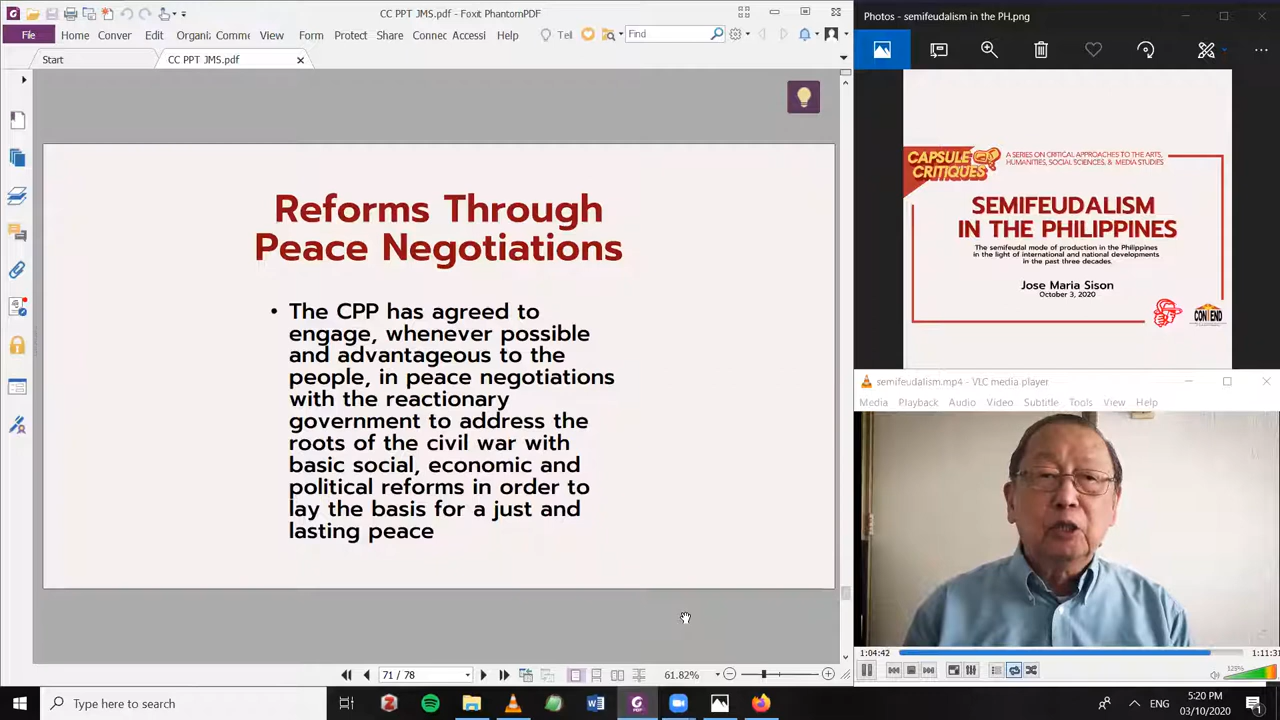 CC PPT JMS.pdf - Foxit PhantomPDF
File Home Conver Edit Organi: Comme View Form Protect Share Connec Accessi Help Tel Find
Start CC PPT JMS.pdf
Reforms Through
Peace Negotiations
• The CPP has agreed to
engage, whenever possible
and advantageous to the
people, in peace negotiations
with the reactionary
government to address the
roots of the civil war with
basic social, economic and
political reforms in order to
lay the basis for a just and
lasting peace
71 / 78 61.82%
Photos - semifeudalism in the PH.png
CAPSULE
CRITIQUES
A SERIES ON CRITICAL APPROACHES TO THE ARTS,
HUMANITIES, SOCIAL SCIENCES, & MEDIA STUDIES
SEMIFEUDALISM
IN THE PHILIPPINES
The semifeudal mode of production in the Philippines
in the light of international and national developments
in the past three decades.
Jose Maria Sison
October 3, 2020
CONTEND
semifeudalism.mp4 - VLC media player
Media Playback Audio Video Subtitle Tools View Help
1:04:42 1:11:31
125%
Type here to search
ENG
5:20 PM
03/10/2020